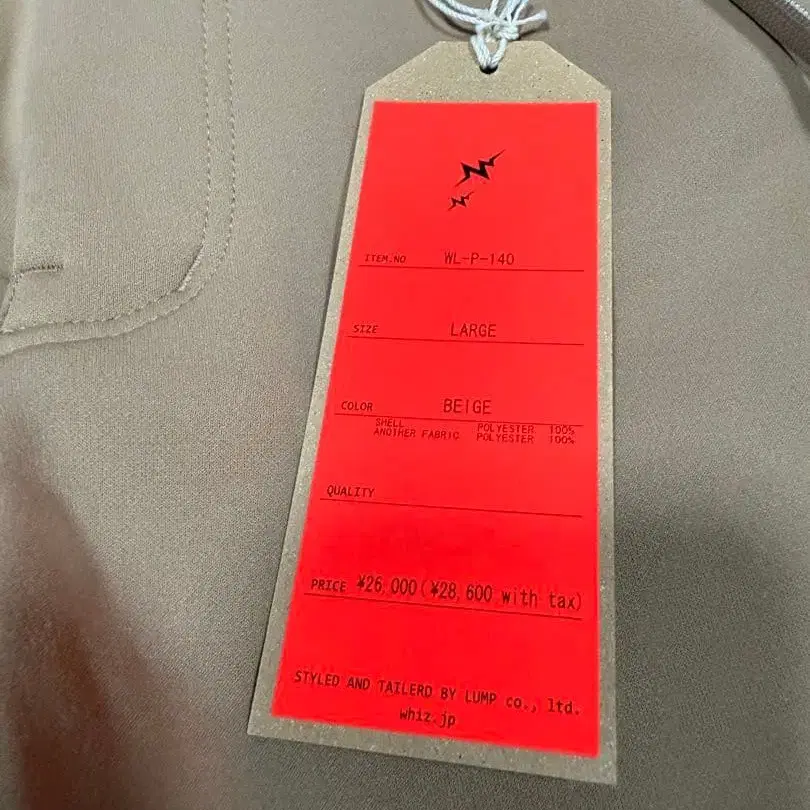 ITEM.NO WL-P-140
SIZE LARGE
COLOR BEIGE
SHELL POLYESTER 100%
ANOTHER FABRIC POLYESTER 100%
QUALITY
PRICE ¥26,000(¥28,600 with tax)
STYLED AND TAILERD BY LUMP co., ltd.
whiz.jp